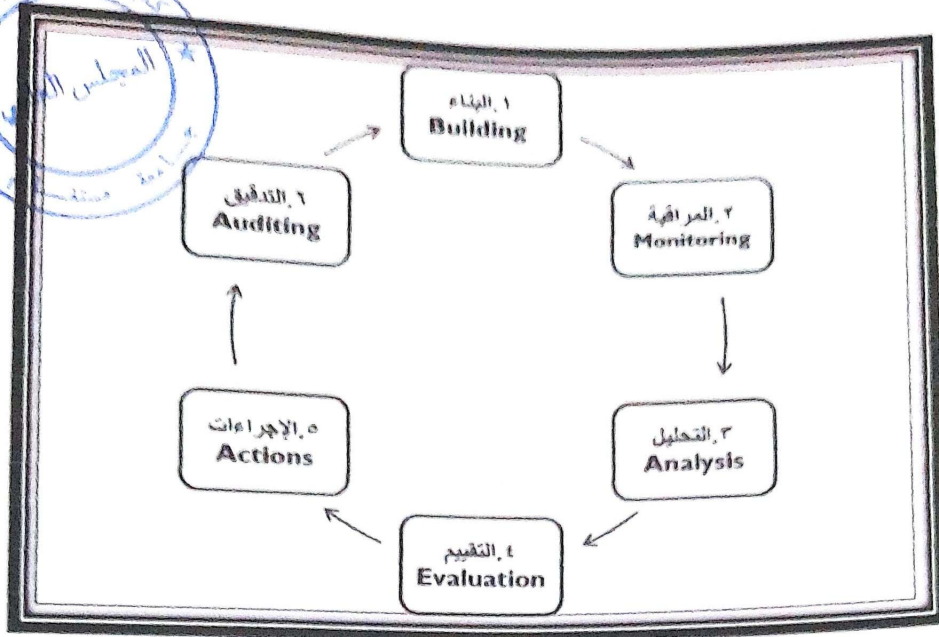 المجلس
١. البناء
Building
٢. المراقبة
Monitoring
٣. التحليل
Analysis
٤. التقييم
Evaluation
٥. الإجراءات
Actions
٦. التدقيق
Auditing